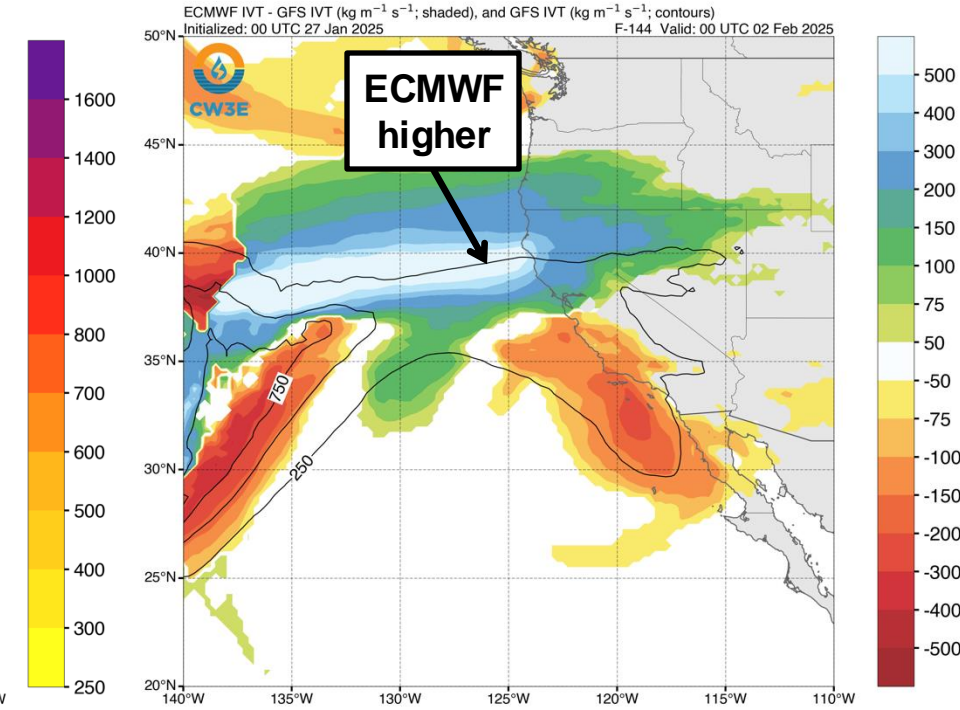 ECMWF IVT - GFS IVT (kg m⁻¹ s⁻¹; shaded), and GFS IVT (kg m⁻¹ s⁻¹; contours)
Initialized: 00 UTC 27 Jan 2025
F-144 Valid: 00 UTC 02 Feb 2025
CW3E
ECMWF
higher
750
250
50°N
45°N
40°N
35°N
30°N
25°N
20°N
140°W
135°W
130°W
125°W
120°W
115°W
110°W
W
1600
1400
1200
1000
800
700
600
500
400
300
250
500
400
300
200
150
100
75
50
-50
-75
-100
-150
-200
-300
-400
-500